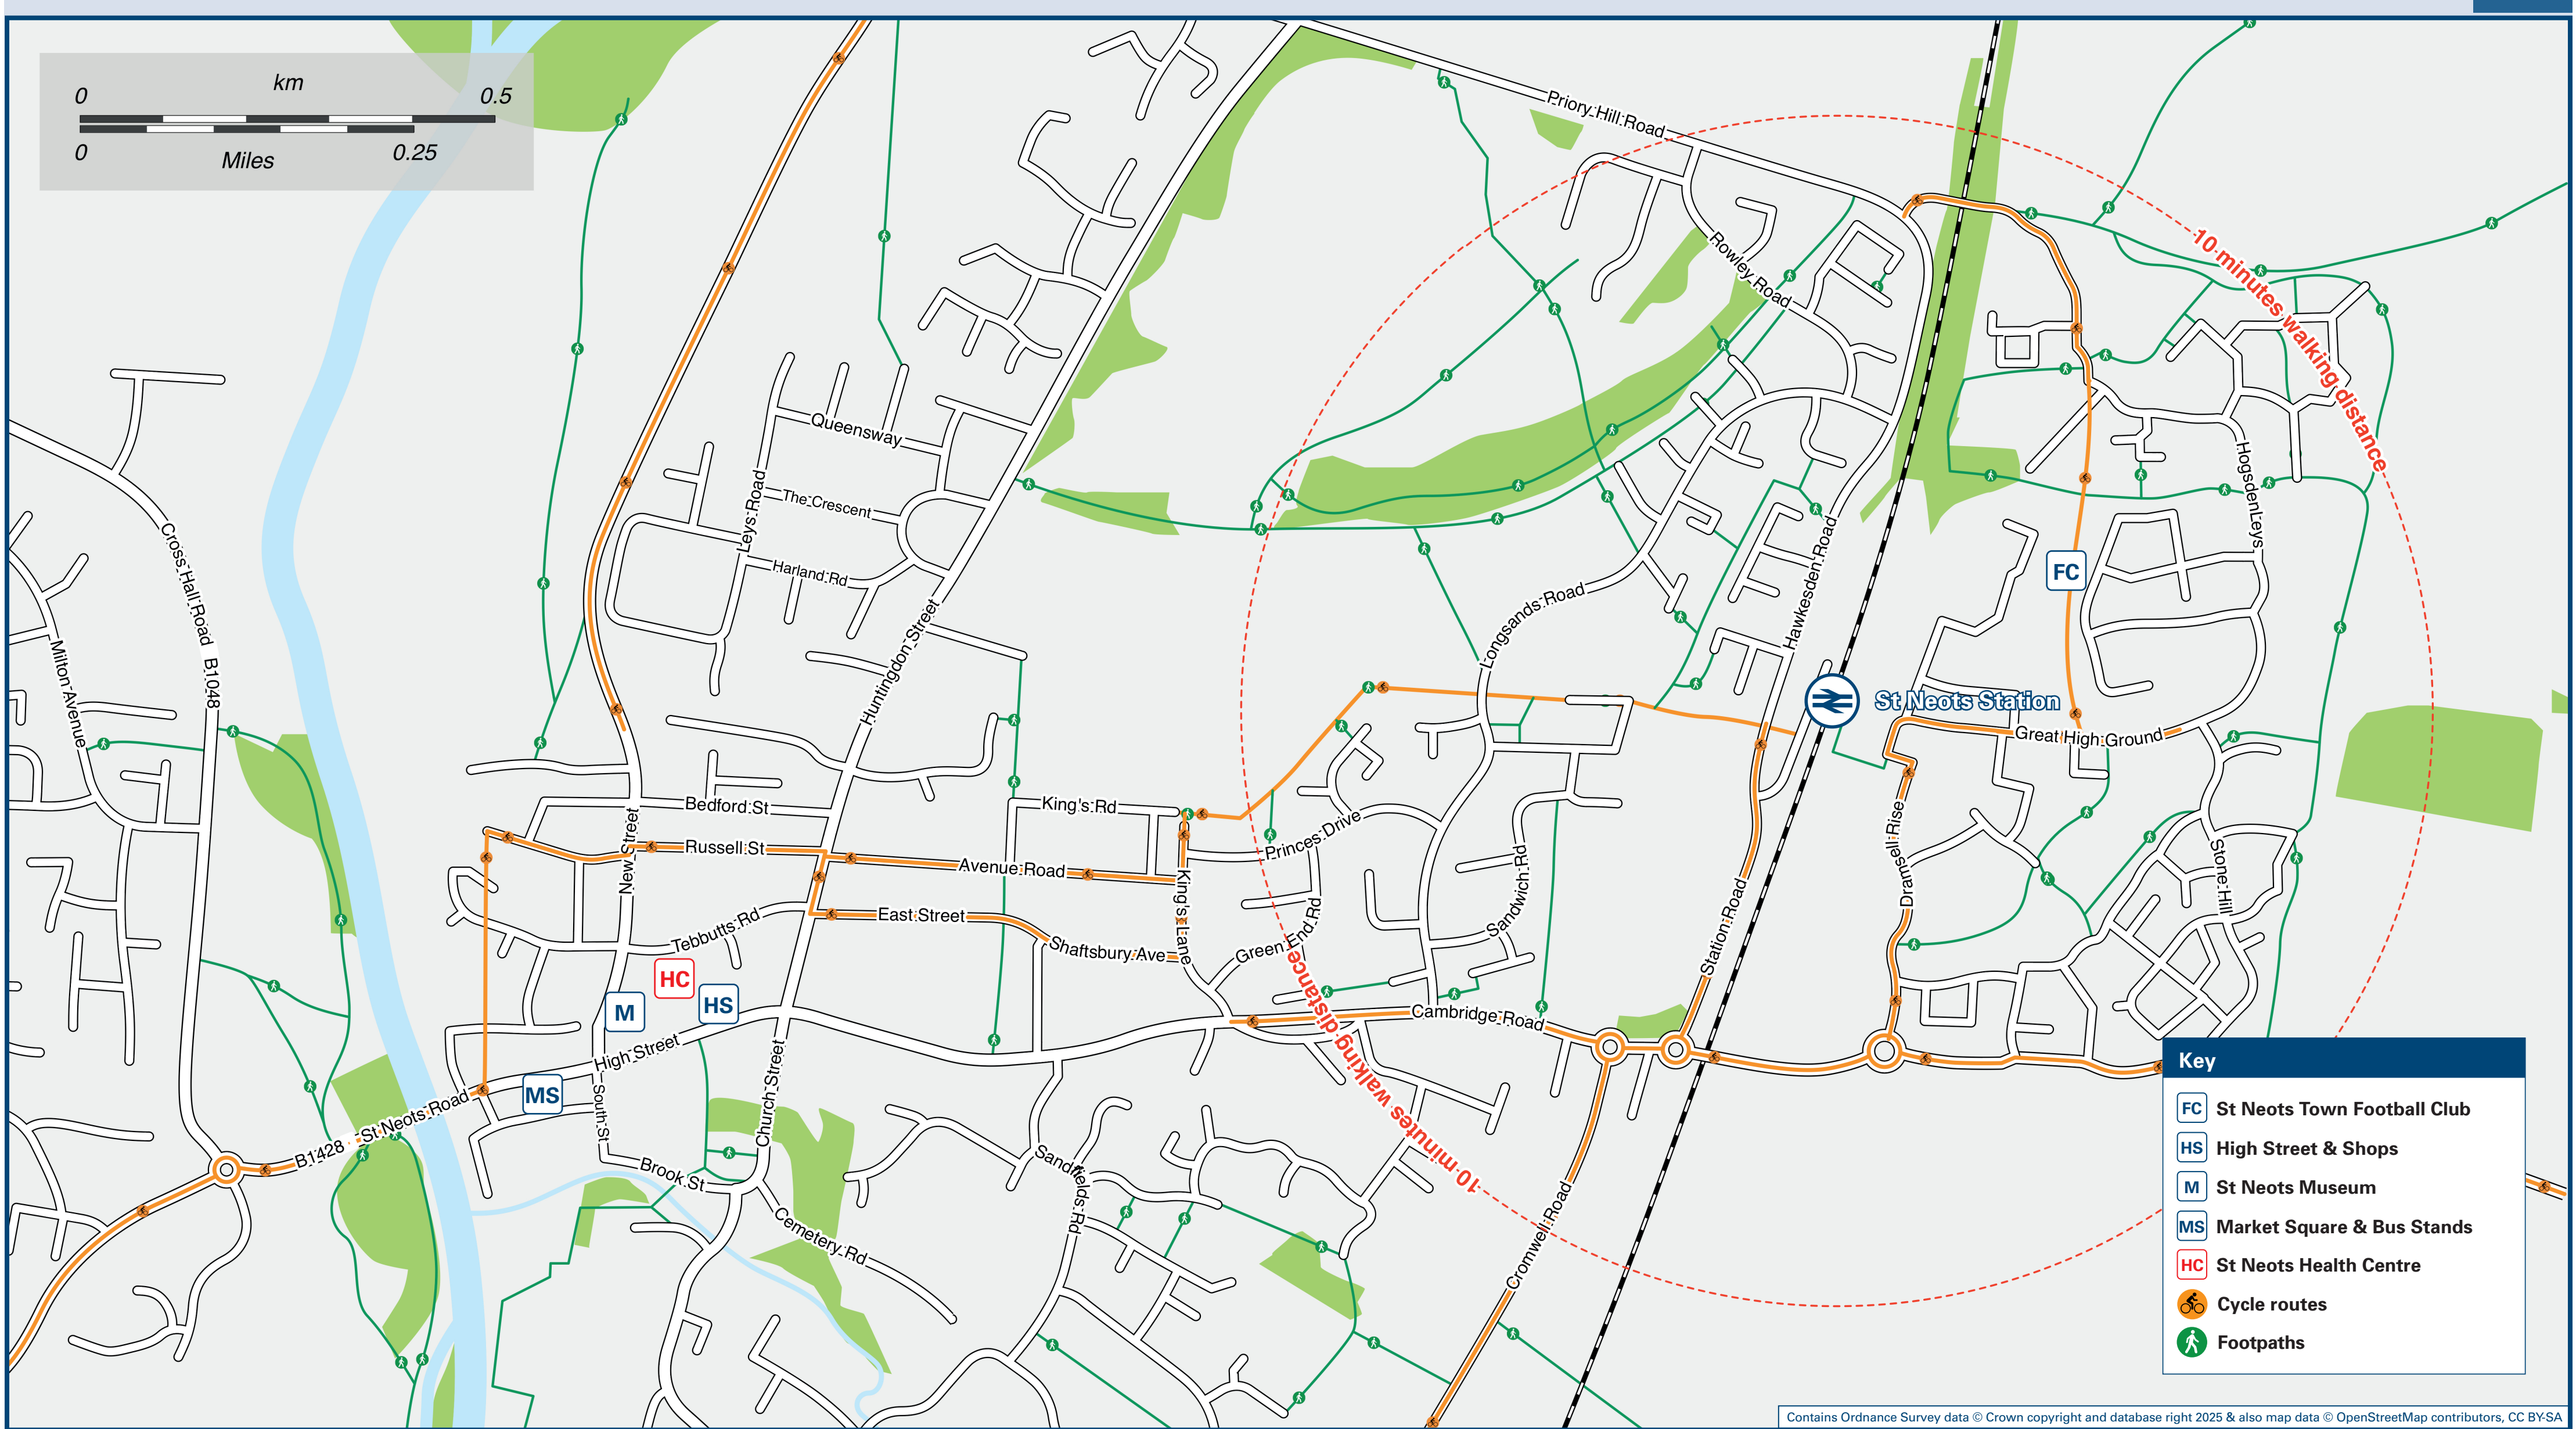 km
0 0.5
0 0.25
Miles
Priory Hill Road
10 minutes walking distance
Rowley Road
Queensway
Leys Road
The Crescent
Harland Rd
Cross Hall Road B1048
Milton Avenue
Huntingdon Street
Longsands Road
Hawkesden Road
HogsdenLeys
FC
St Neots Station
Great High Ground
Bedford St
King's Rd
New Street
Russell St
Avenue Road
Princes Drive
Dransell Rise
Stone Hill
King's Lane
East Street
Tebbutts Rd
Shaftsbury Ave
Green End Rd
Sandwich Rd
Station Road
HC
M
HS
High Street
Cambridge Road
MS
South St
Church Street
St Neots Road
B1428
Brook St
Cemetery Rd
Sandfields Rd
Cromwell Road
10 minutes walking distance
Key
FC St Neots Town Football Club
HS High Street & Shops
M St Neots Museum
MS Market Square & Bus Stands
HC St Neots Health Centre
Cycle routes
Footpaths
Contains Ordnance Survey data © Crown copyright and database right 2025 & also map data © OpenStreetMap contributors, CC BY-SA